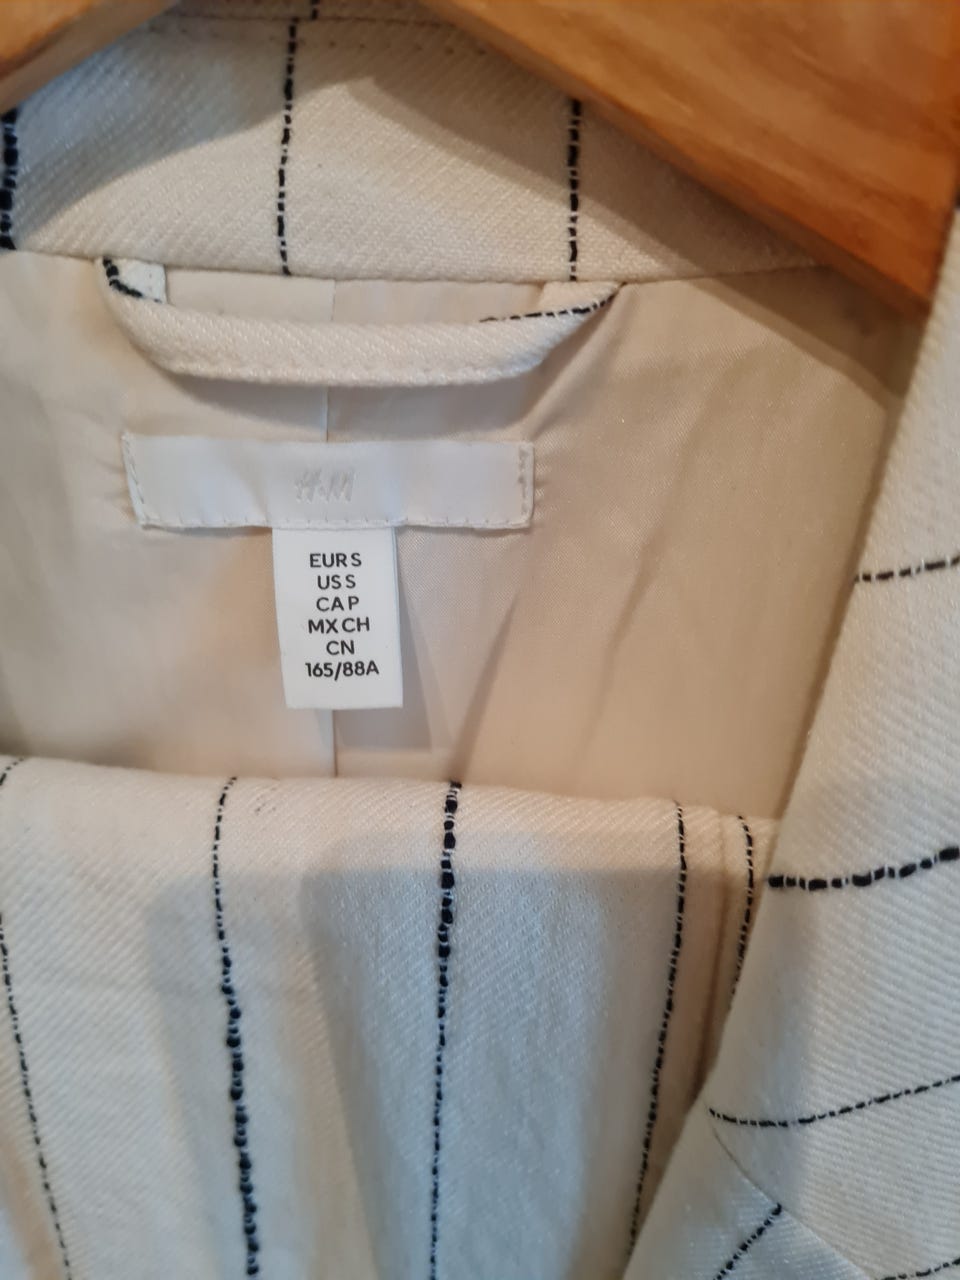 H&M
EUR S
US S
CA P
MX CH
CN
165/88A